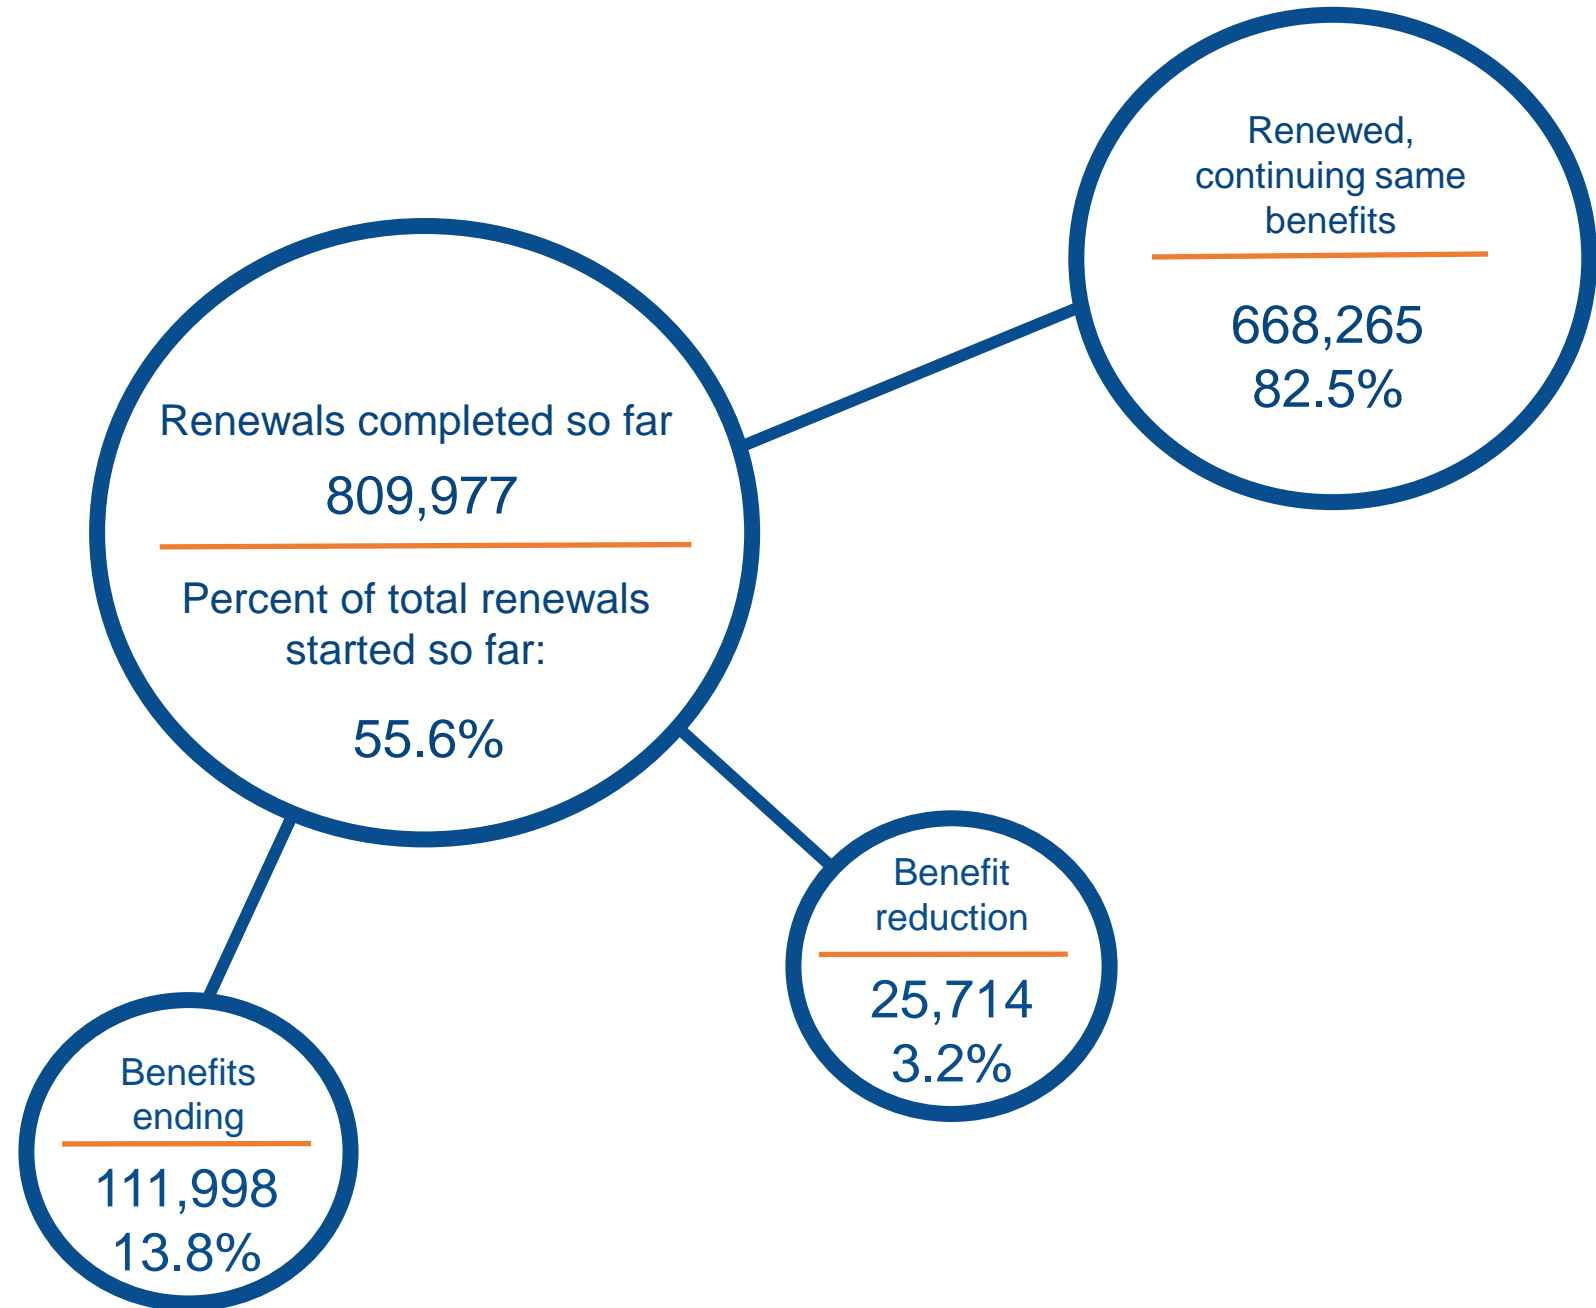 Renewed,
continuing same
benefits
668,265
82.5%
Renewals completed so far
809,977
Percent of total renewals
started so far:
55.6%
Benefit
reduction
25,714
3.2%
Benefits
ending
111,998
13.8%